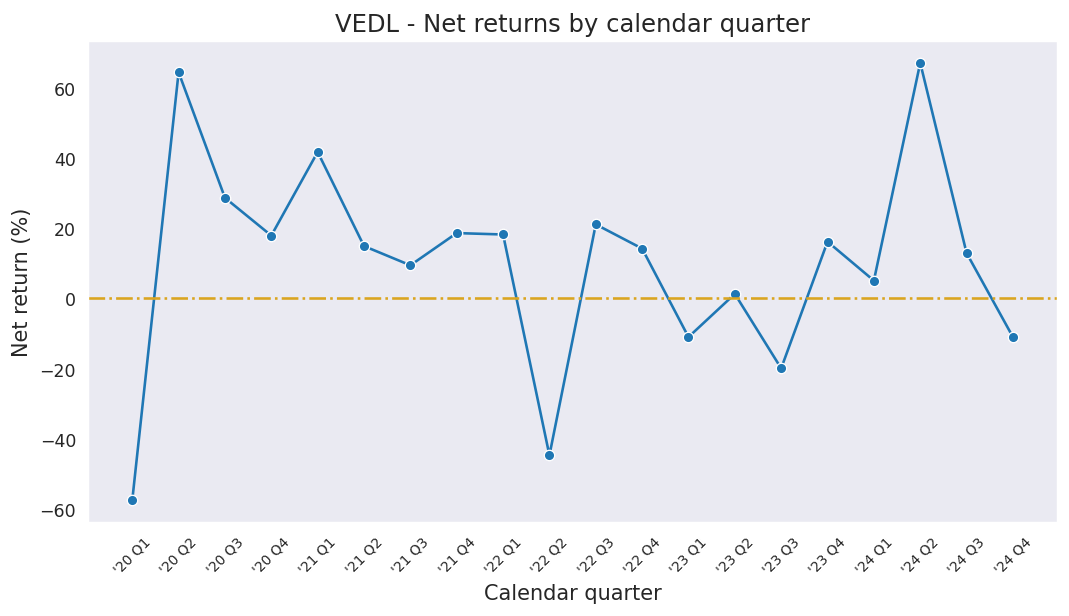 VEDL - Net returns by calendar quarter
Net return (%)
60
40
20
0
−20
−40
−60
'20 Q1
'20 Q2
'20 Q3
'20 Q4
'21 Q1
'21 Q2
'21 Q3
'21 Q4
'22 Q1
'22 Q2
'22 Q3
'22 Q4
'23 Q1
'23 Q2
'23 Q3
'23 Q4
'24 Q1
'24 Q2
'24 Q3
'24 Q4
Calendar quarter